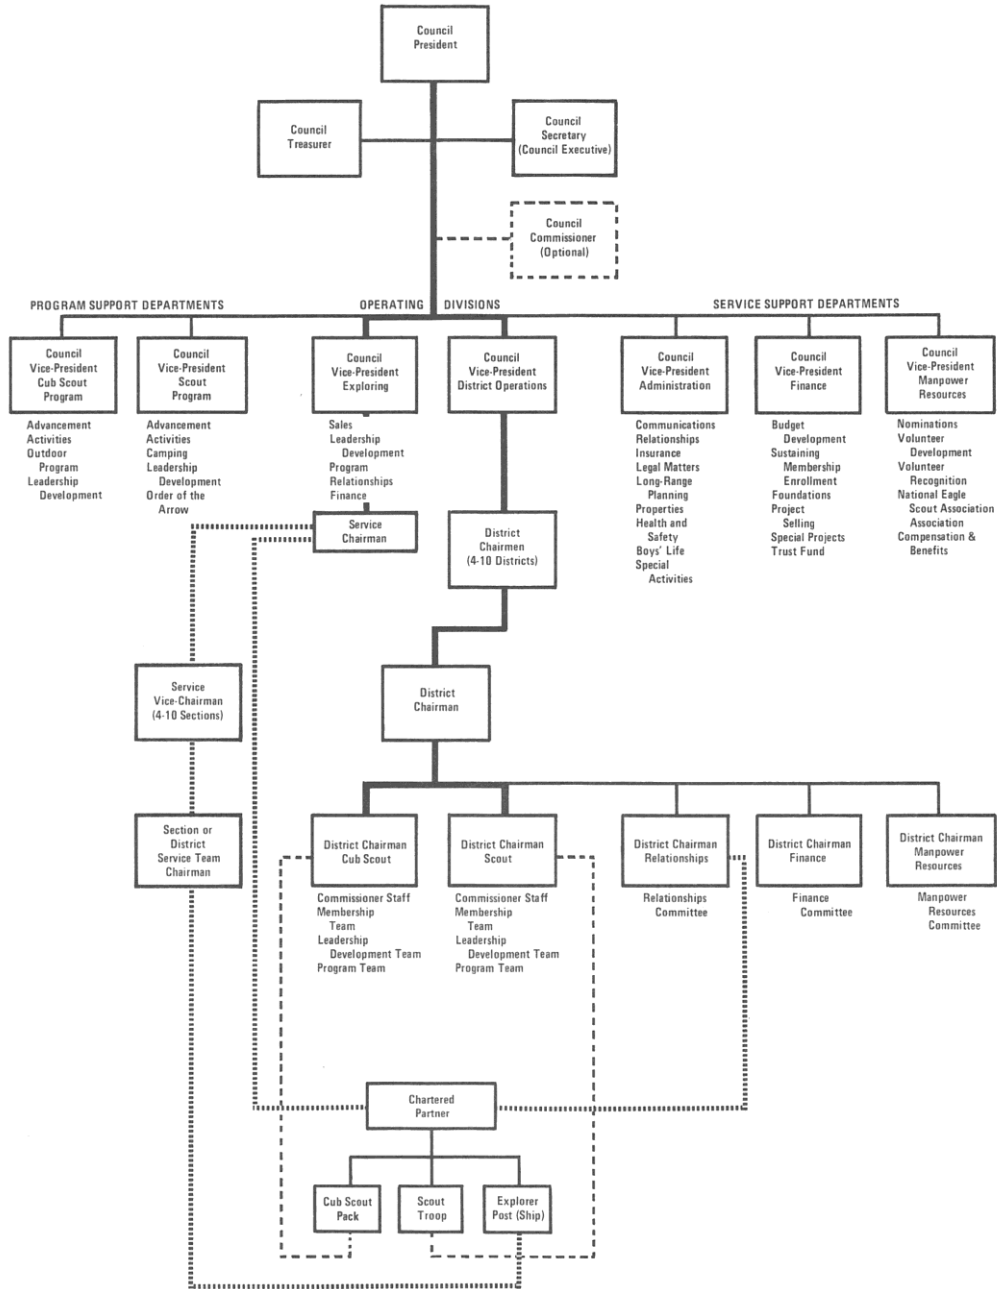 Council
President
Council
Treasurer
Council
Secretary
(Council Executive)
Council
Commissioner
(Optional)
PROGRAM SUPPORT DEPARTMENTS
OPERATING DIVISIONS
SERVICE SUPPORT DEPARTMENTS
Council
Vice-President
Cub Scout
Program
Advancement
Activities
Outdoor
Program
Leadership
Development
Council
Vice-President
Scout
Program
Advancement
Activities
Camping
Leadership
Development
Order of the
Arrow
Council
Vice-President
Exploring
Sales
Leadership
Development
Program
Relationships
Finance
Service
Chairman
Council
Vice-President
District Operations
District
Chairmen
(4-10 Districts)
Council
Vice-President
Administration
Communications
Relationships
Insurance
Legal Matters
Long-Range
Planning
Properties
Health and
Safety
Boys' Life
Special
Activities
Council
Vice-President
Finance
Budget
Development
Sustaining
Membership
Enrollment
Foundations
Project
Selling
Special Projects
Trust Fund
Council
Vice-President
Manpower
Resources
Nominations
Volunteer
Development
Volunteer
Recognition
National Eagle
Scout Association
Association
Compensation &
Benefits
Service
Vice-Chairman
(4-10 Sections)
District
Chairman
Section or
District
Service Team
Chairman
District Chairman
Cub Scout
Commissioner Staff
Membership
Team
Leadership
Development Team
Program Team
District Chairman
Scout
Commissioner Staff
Membership
Team
Leadership
Development Team
Program Team
District Chairman
Relationships
Relationships
Committee
District Chairman
Finance
Finance
Committee
District Chairman
Manpower
Resources
Manpower
Resources
Committee
Chartered
Partner
Cub Scout
Pack
Scout
Troop
Explorer
Post (Ship)